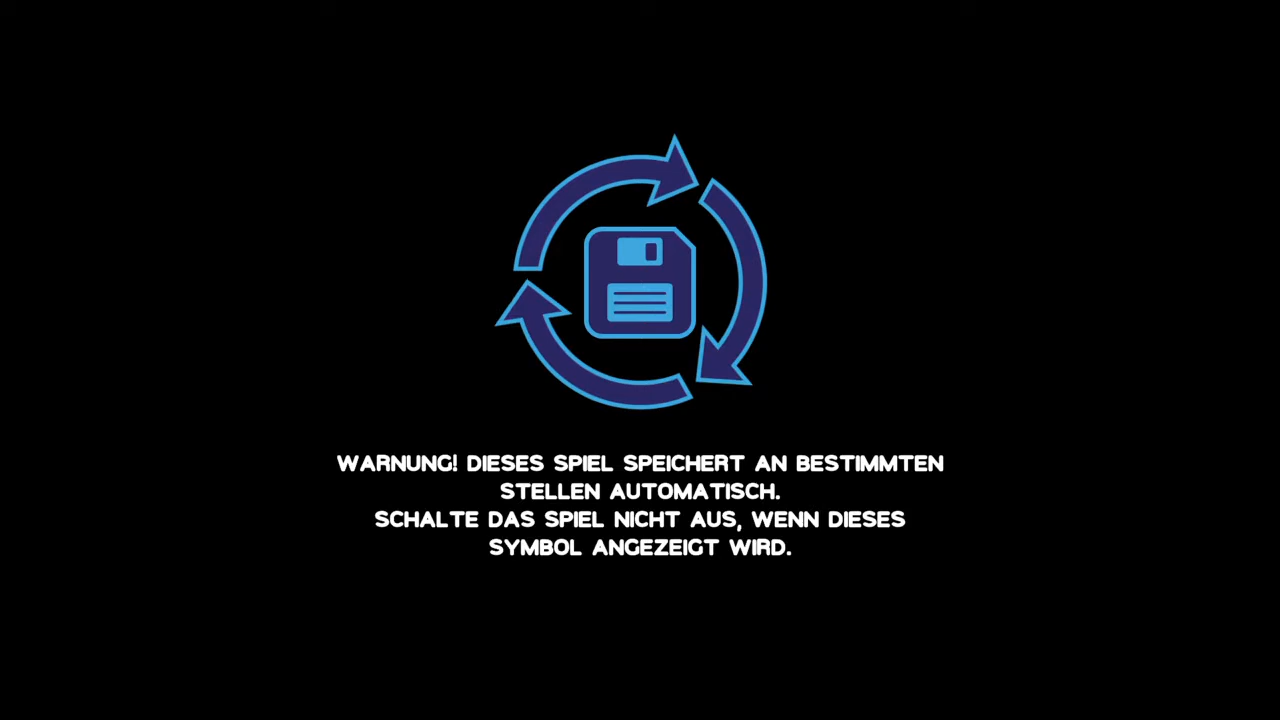 WARNUNG! DIESES SPIEL SPEICHERT AN BESTIMMTEN
STELLEN AUTOMATISCH.
SCHALTE DAS SPIEL NICHT AUS, WENN DIESES
SYMBOL ANGEZEIGT WIRD.